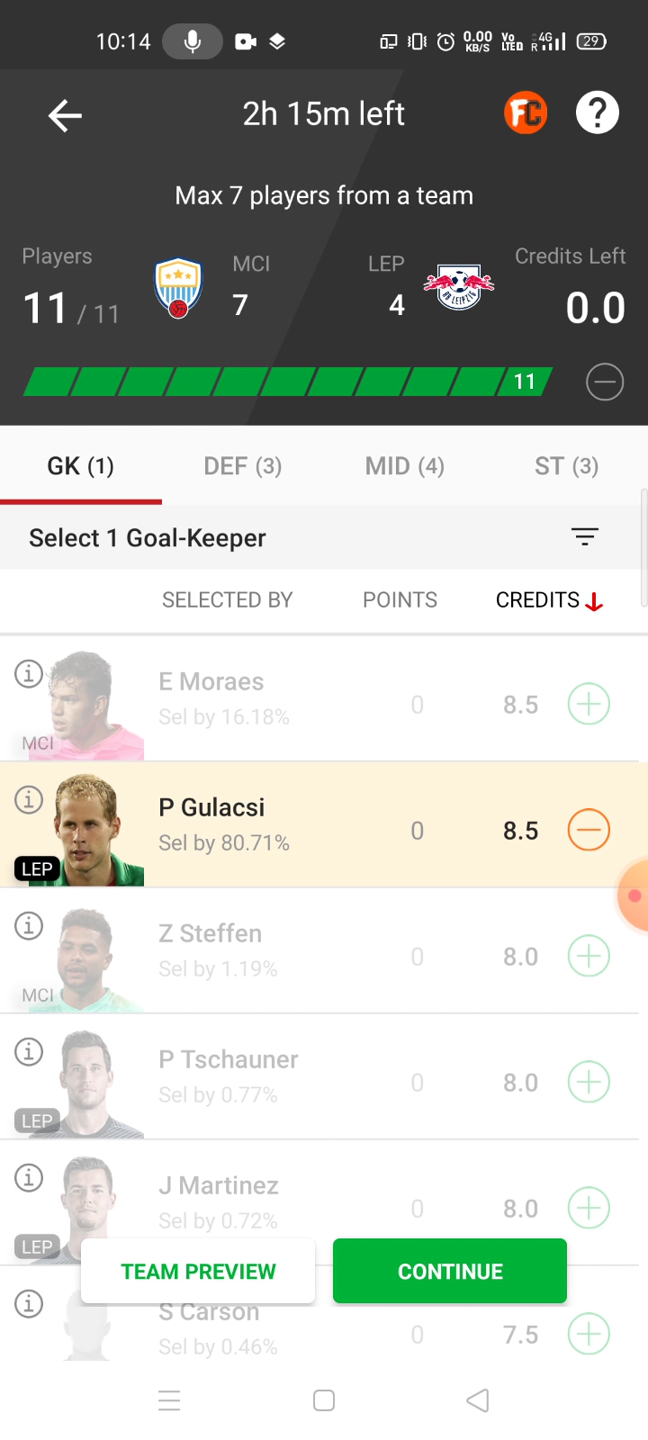 10:14
0.00 KB/S
Vo LTED
4G
R
29
2h 15m left
FC
?
Max 7 players from a team
Players
11 / 11
MCI
7
LEP
4
Credits Left
0.0
RB LEIPZIG
11
GK (1)
DEF (3)
MID (4)
ST (3)
Select 1 Goal-Keeper
SELECTED BY
POINTS
CREDITS
E Moraes
Sel by 16.18%
0
8.5
MCI
P Gulacsi
Sel by 80.71%
0
8.5
LEP
Z Steffen
Sel by 1.19%
0
8.0
MCI
P Tschauner
Sel by 0.77%
0
8.0
LEP
J Martinez
Sel by 0.72%
0
8.0
LEP
TEAM PREVIEW
CONTINUE
S Carson
Sel by 0.46%
0
7.5